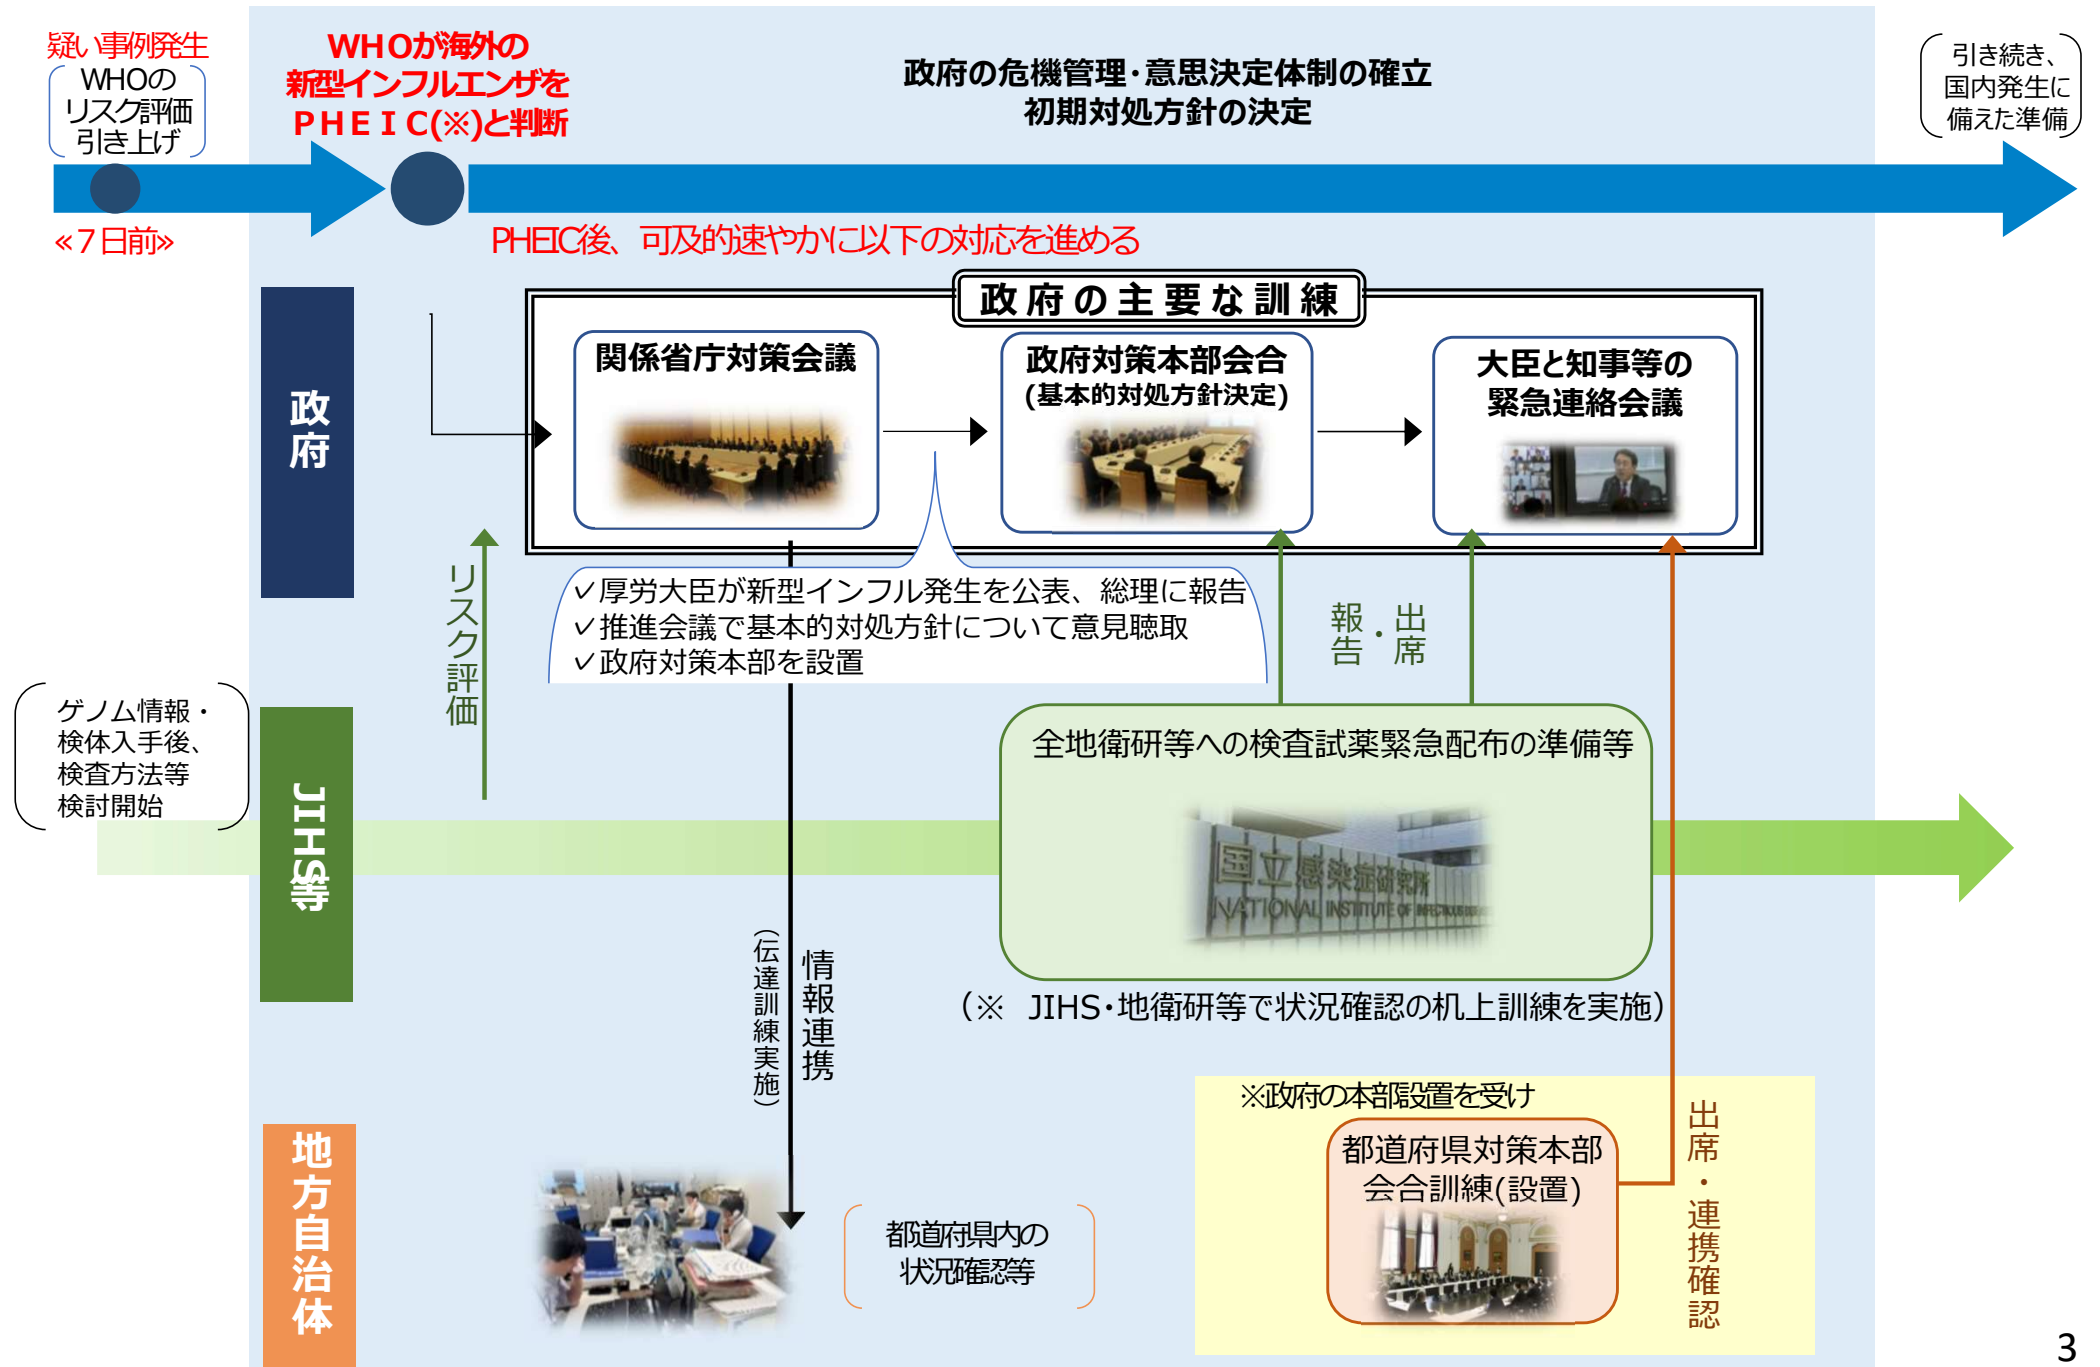 疑い事例発生
WHOの
リスク評価
引き上げ
WHOが海外の
新型インフルエンザを
PHEIC(※)と判断
政府の危機管理・意思決定体制の確立
初期対処方針の決定
引き続き、
国内発生に
備えた準備
≪7日前≫
PHEIC後、可及的速やかに以下の対応を進める
政府
政府の主要な訓練
関係省庁対策会議
政府対策本部会合
(基本的対処方針決定)
大臣と知事等の
緊急連絡会議
✓厚労大臣が新型インフル発生を公表、総理に報告
✓推進会議で基本的対処方針について意見聴取
✓政府対策本部を設置
リスク評価
報告・出席
ゲノム情報・
検体入手後、
検査方法等
検討開始
JIHS等
全地衛研等への検査試薬緊急配布の準備等
国立感染症研究所
NATIONAL INSTITUTE OF INFECTIOUS
(※ JIHS・地衛研等で状況確認の机上訓練を実施)
情報連携
(伝達訓練実施)
地方自治体
都道府県内の
状況確認等
※政府の本部設置を受け
都道府県対策本部
会合訓練(設置)
出席・連携確認
3